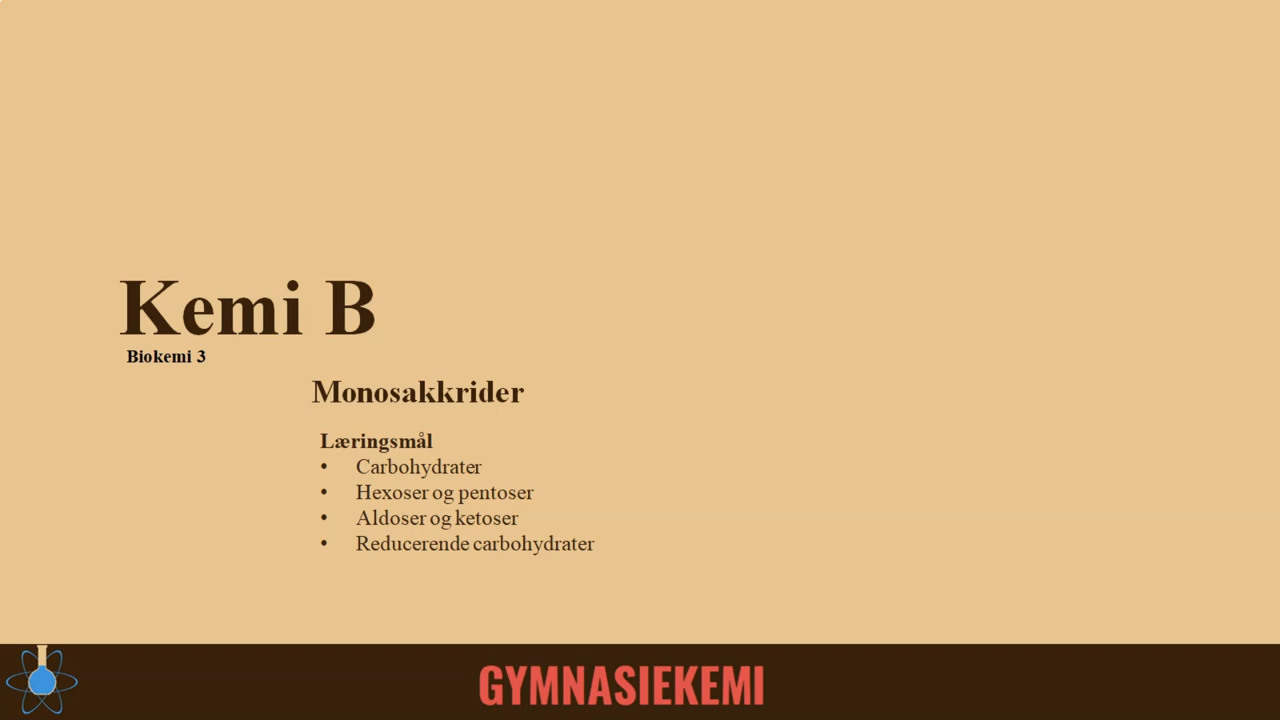 Kemi B
Biokemi 3
Monosakkrider
Læringsmål
• Carbohydrater
• Hexoser og pentoser
• Aldoser og ketoser
• Reducerende carbohydrater
GYMNASIEKEMI